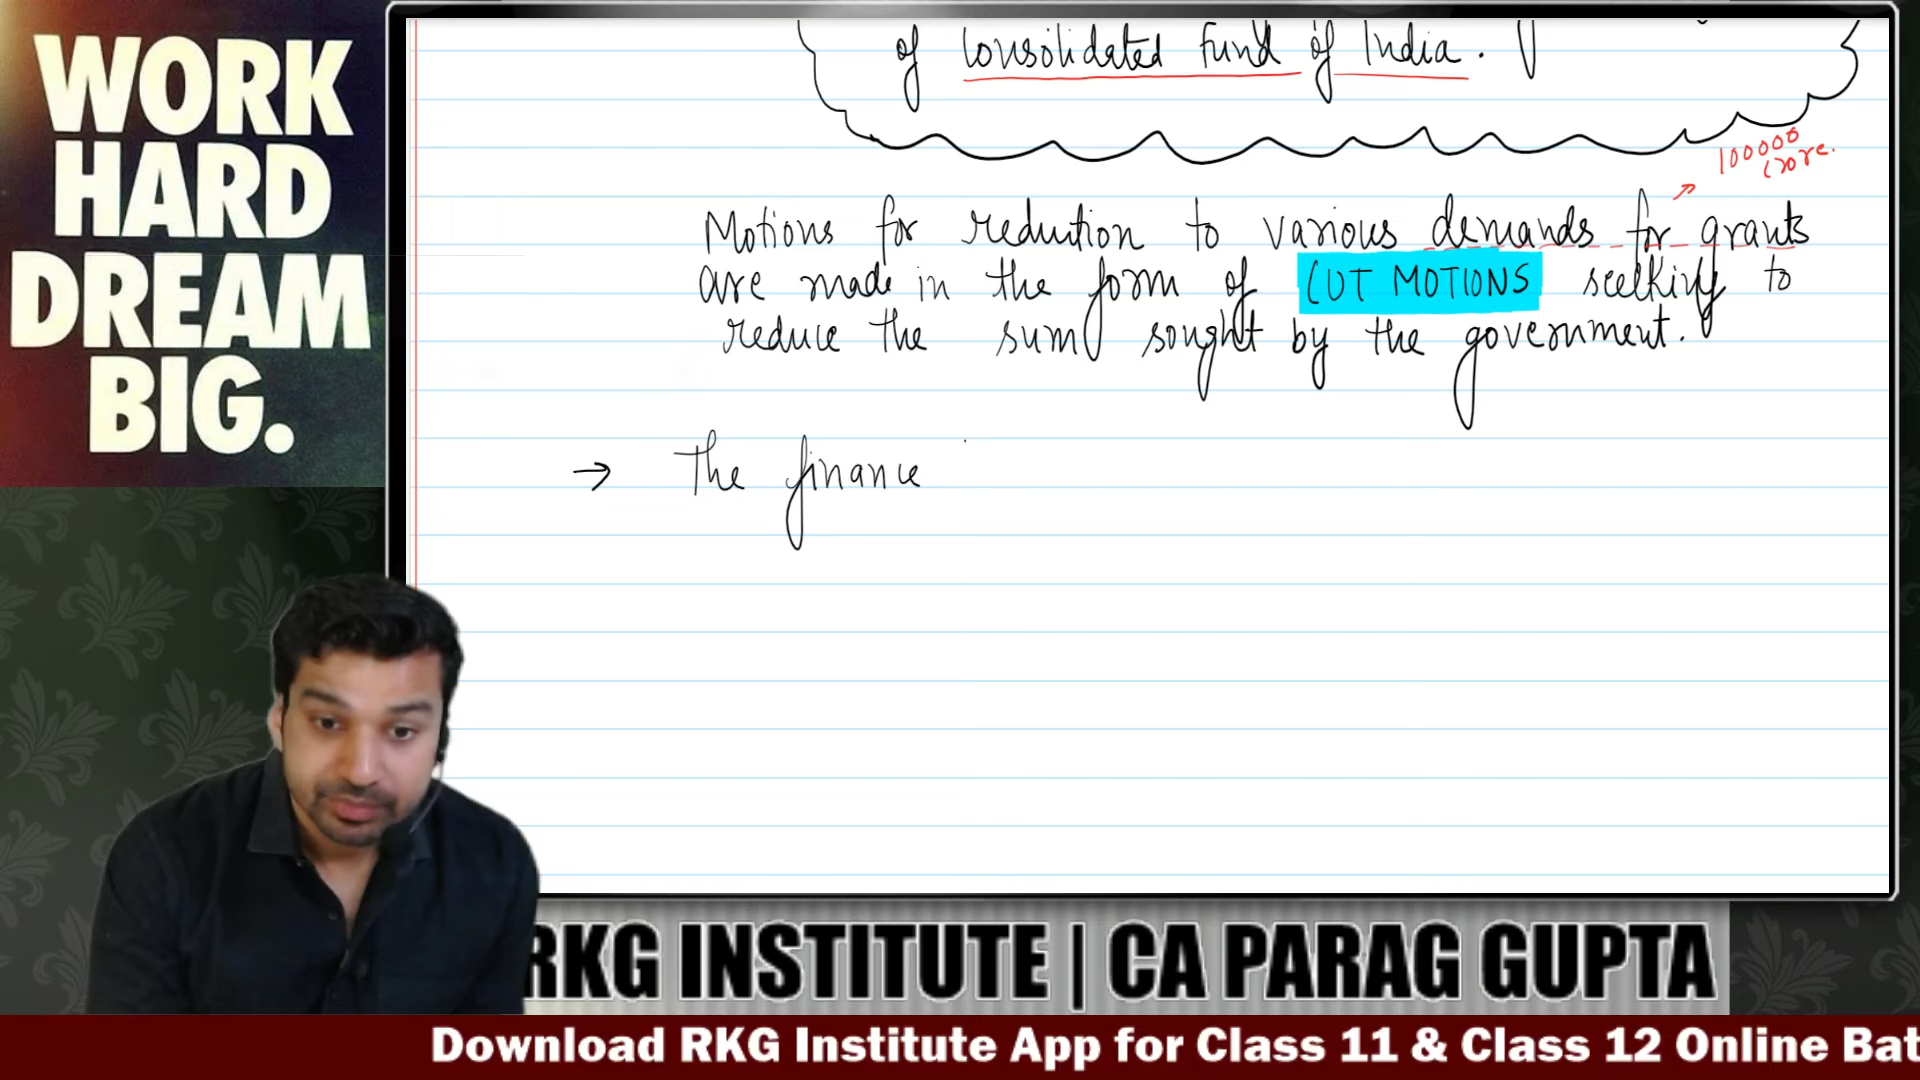 WORK
HARD
DREAM
BIG.
of Consolidated Fund of India.
100000
crore.
Motions for reduction to various demands for grants
are made in the form of CUT MOTIONS seeking to
reduce the sum sought by the government.
→ The finance
RKG INSTITUTE | CA PARAG GUPTA
Download RKG Institute App for Class 11 & Class 12 Online Bat